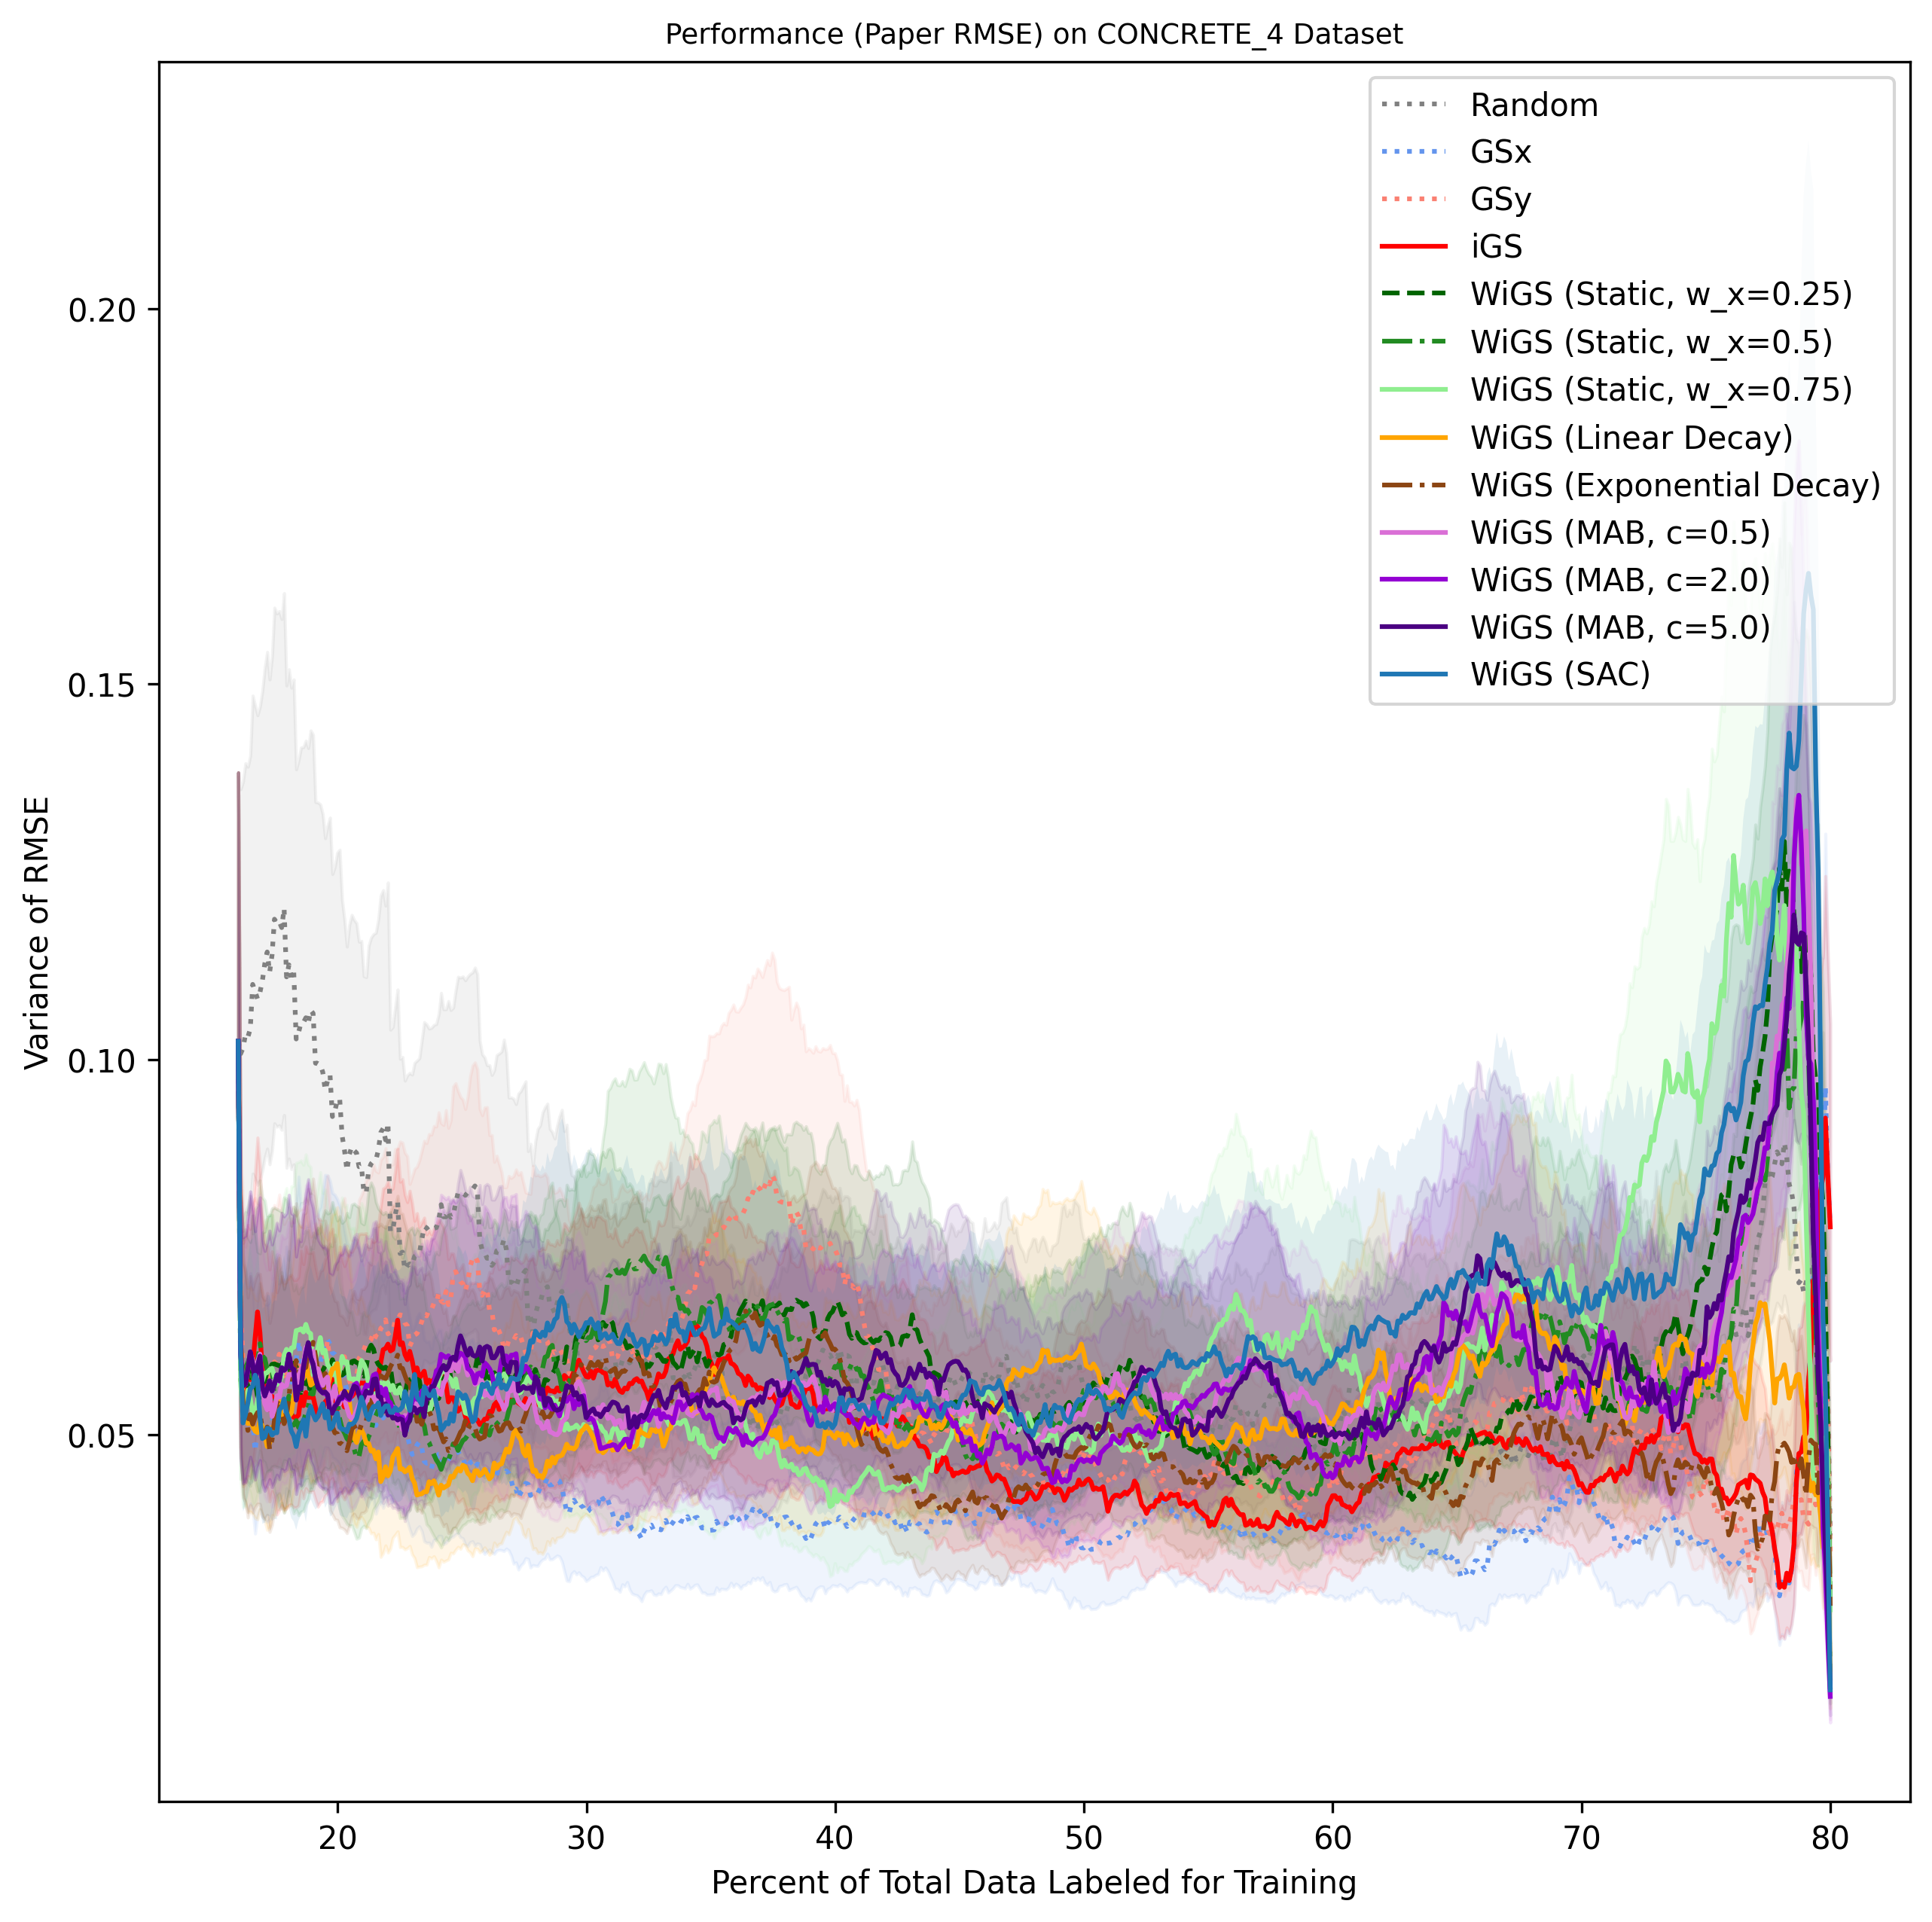 Performance (Paper RMSE) on CONCRETE_4 Dataset
Random
GSx
GSy
iGS
WiGS (Static, w_x=0.25)
WiGS (Static, w_x=0.5)
WiGS (Static, w_x=0.75)
WiGS (Linear Decay)
WiGS (Exponential Decay)
WiGS (MAB, c=0.5)
WiGS (MAB, c=2.0)
WiGS (MAB, c=5.0)
WiGS (SAC)
Variance of RMSE
0.20
0.15
0.10
0.05
20 30 40 50 60 70 80
Percent of Total Data Labeled for Training